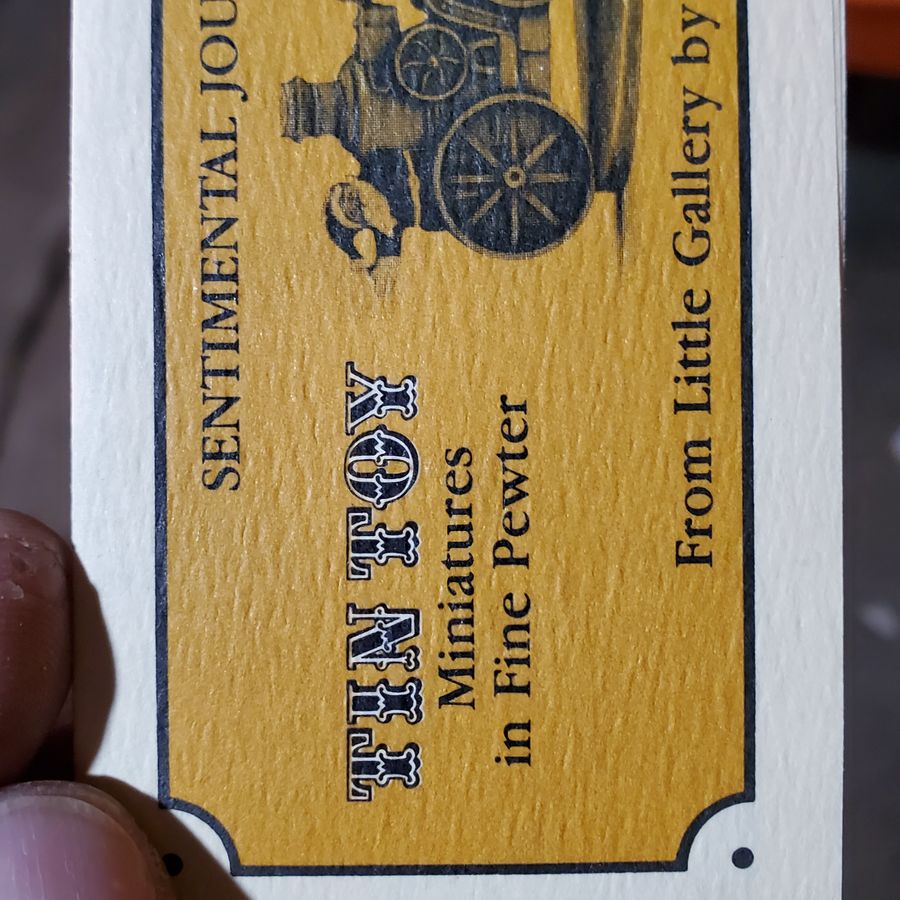 SENTIMENTAL JOU
TIN TOY
Miniatures
in Fine Pewter
From Little Gallery by